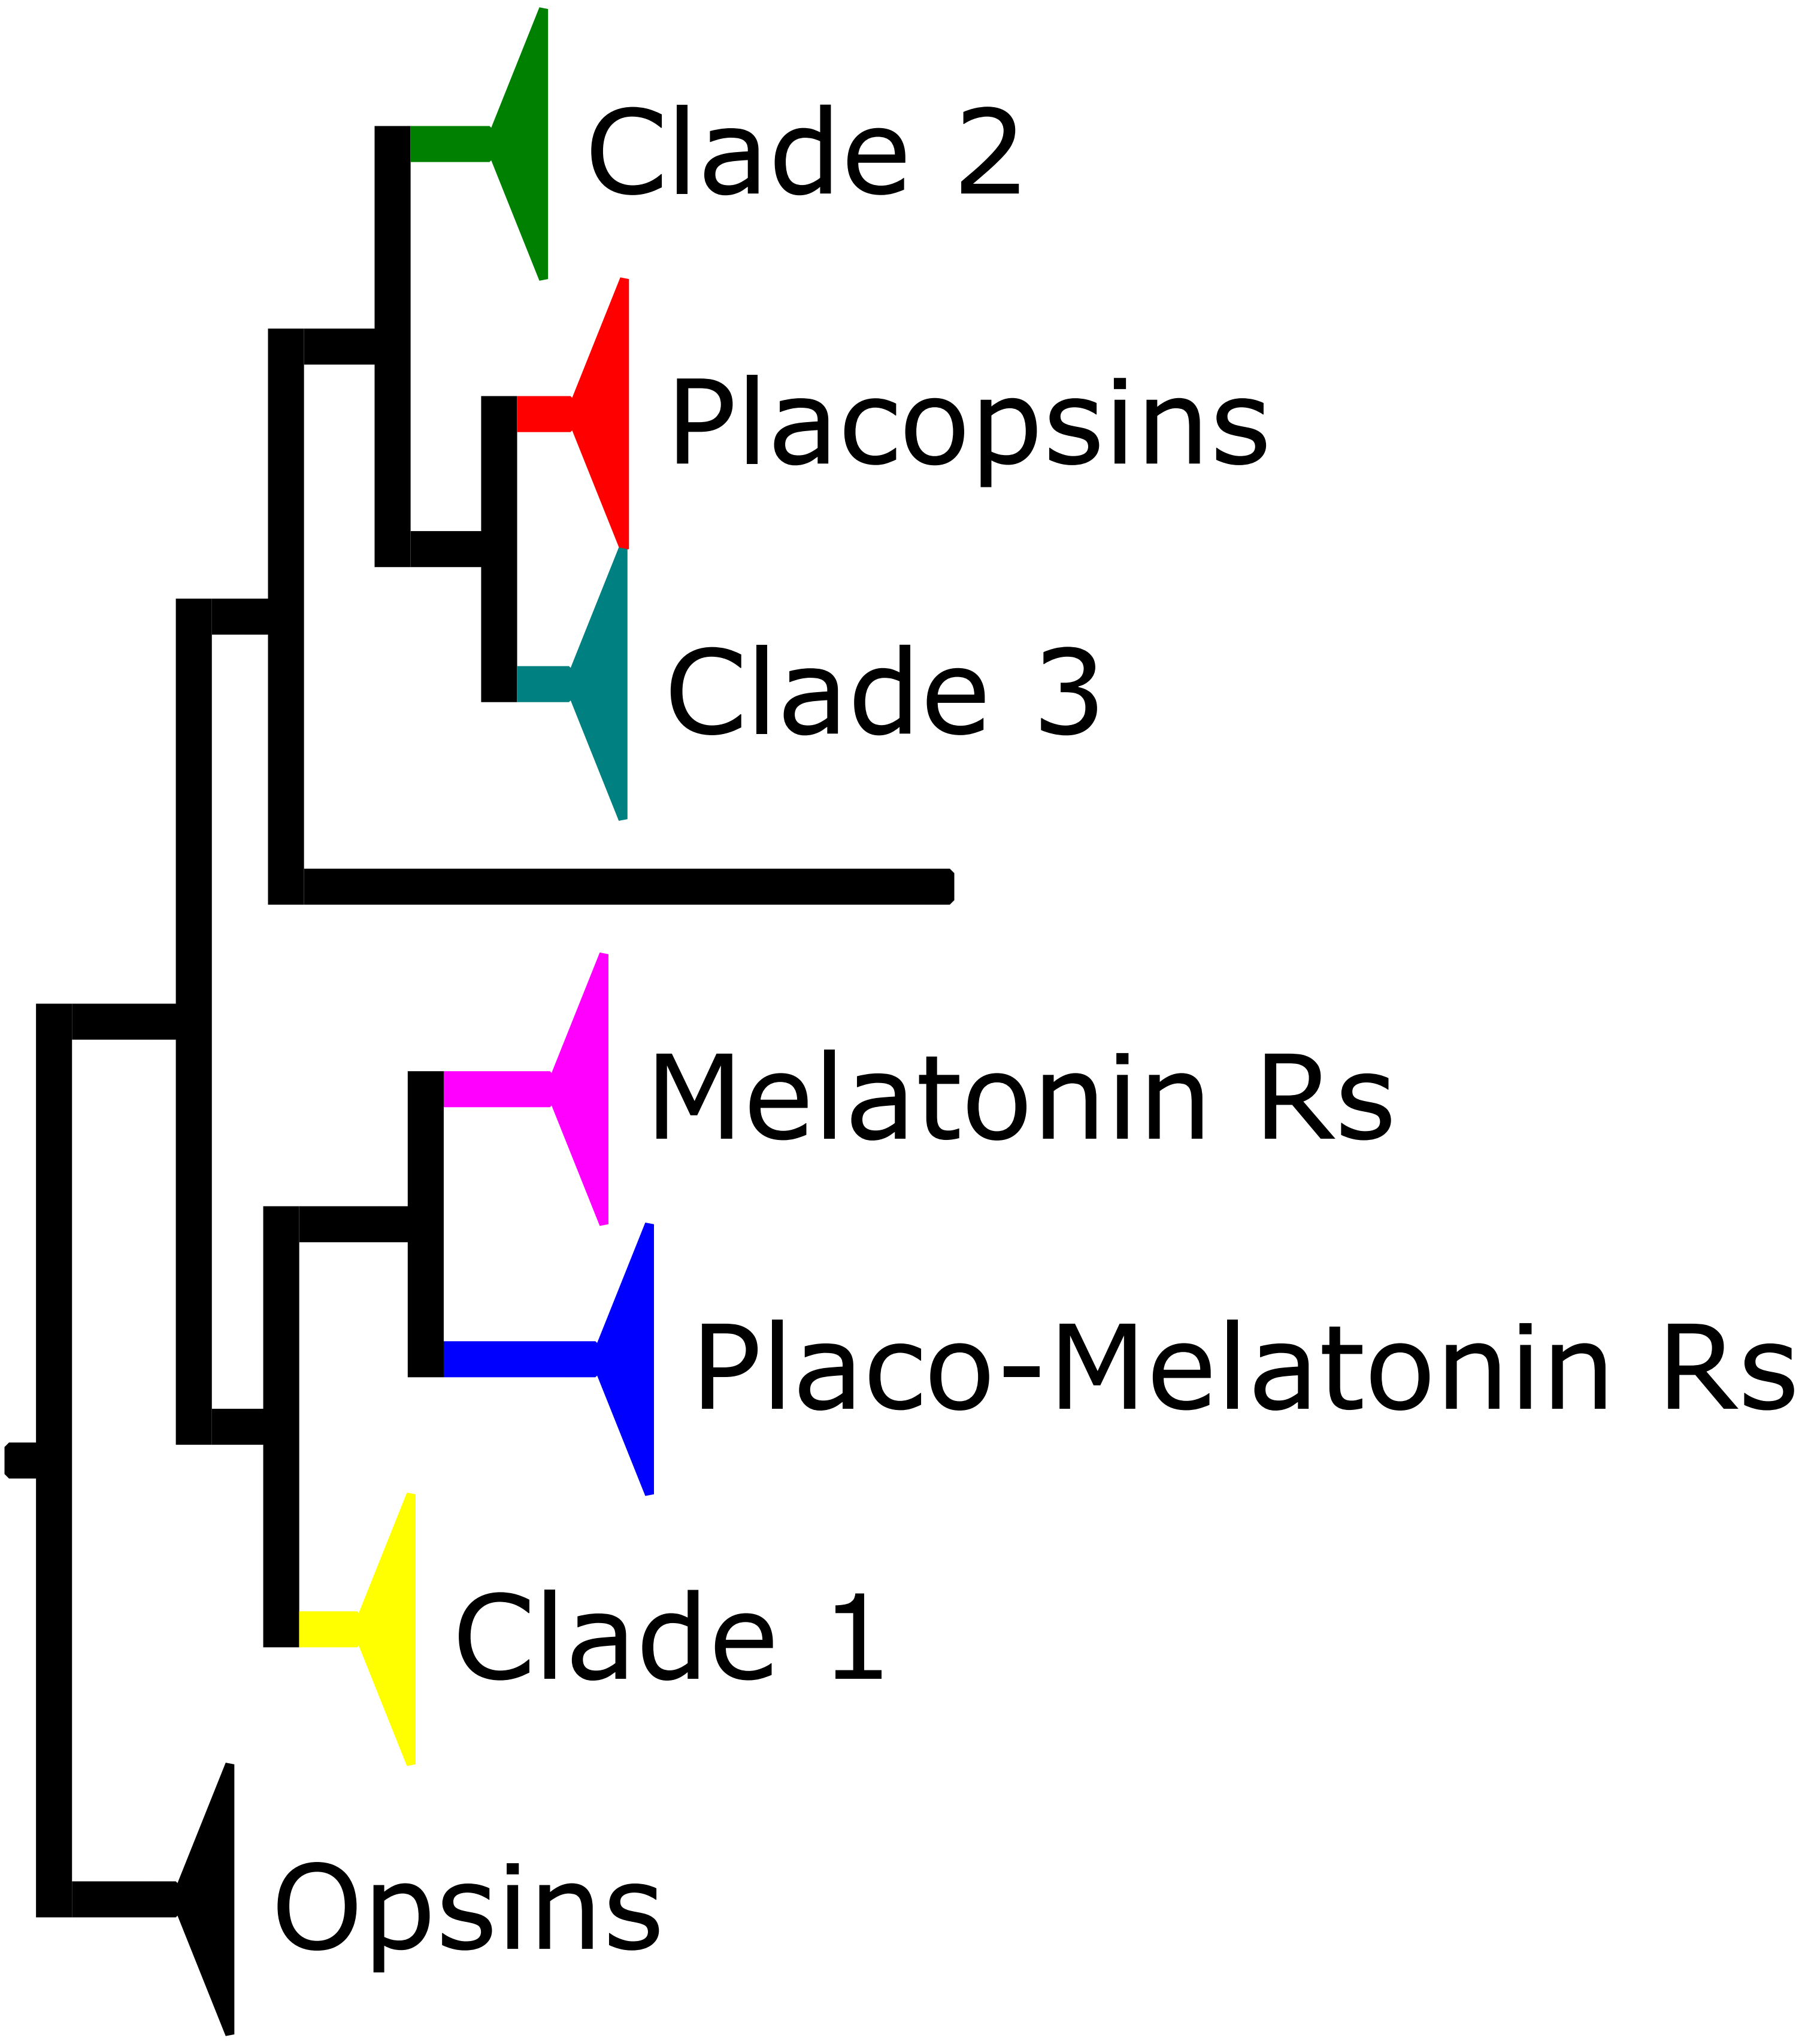 Clade 2
Placopsins
Clade 3
Melatonin Rs
Placo-Melatonin Rs
Clade 1
Opsins